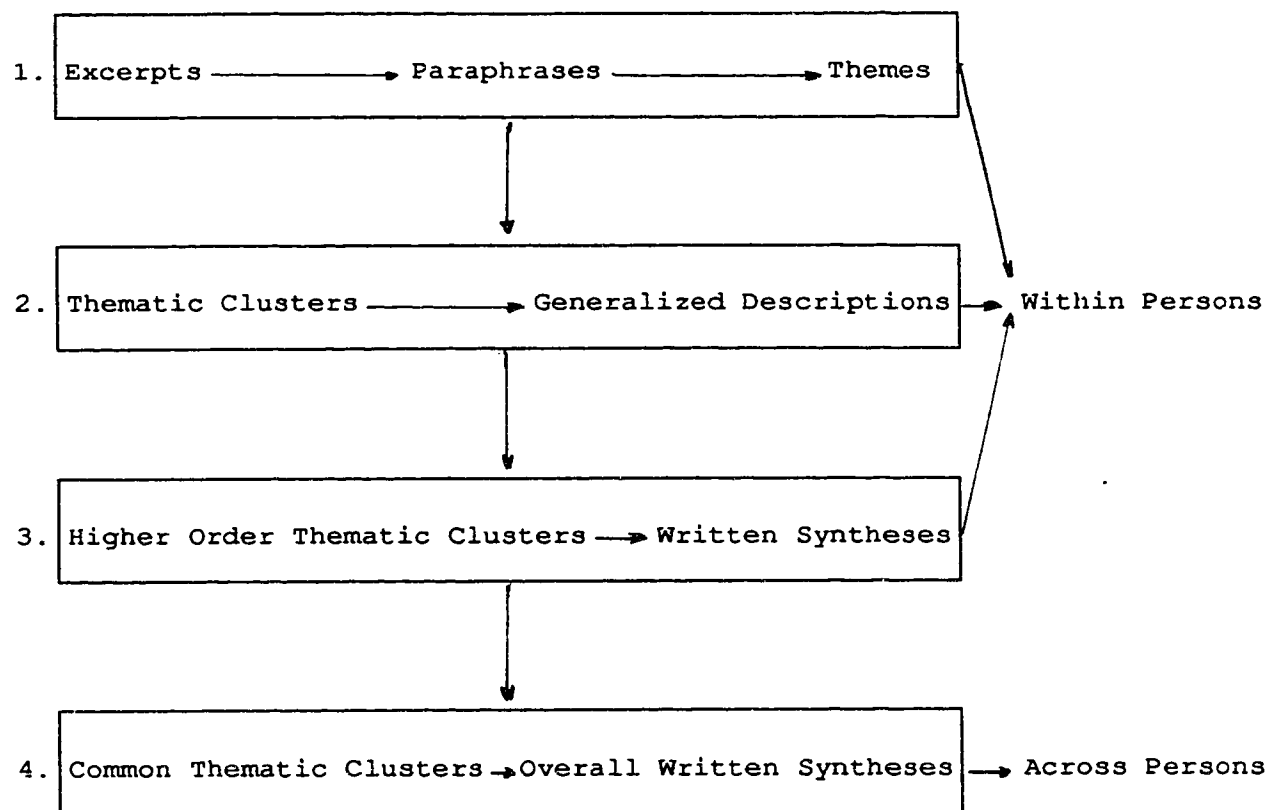 1. Excerpts Paraphrases Themes
2. Thematic Clusters Generalized Descriptions Within Persons
3. Higher Order Thematic Clusters Written Syntheses
4. Common Thematic Clusters Overall Written Syntheses Across Persons